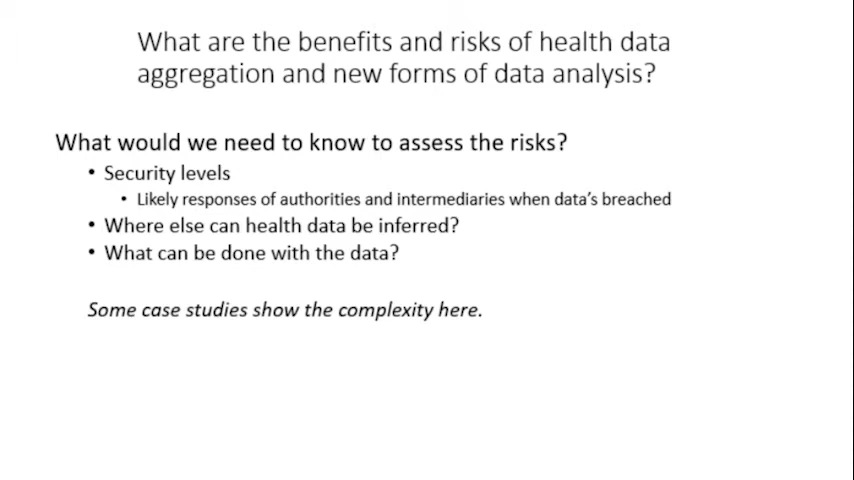 What are the benefits and risks of health data
aggregation and new forms of data analysis?
What would we need to know to assess the risks?
• Security levels
• Likely responses of authorities and intermediaries when data's breached
• Where else can health data be inferred?
• What can be done with the data?
Some case studies show the complexity here.